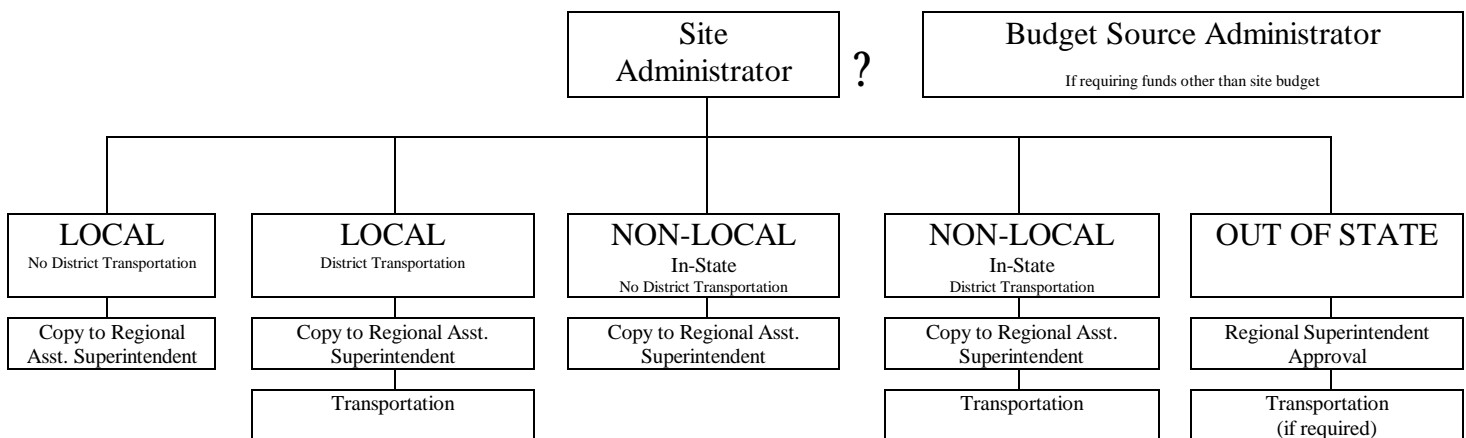 Site
Administrator
?
Budget Source Administrator
If requiring funds other than site budget
LOCAL
No District Transportation
Copy to Regional
Asst. Superintendent
LOCAL
District Transportation
Copy to Regional Asst.
Superintendent
Transportation
NON-LOCAL
In-State
No District Transportation
Copy to Regional Asst.
Superintendent
NON-LOCAL
In-State
District Transportation
Copy to Regional Asst.
Superintendent
Transportation
OUT OF STATE
Regional Superintendent
Approval
Transportation
(if required)